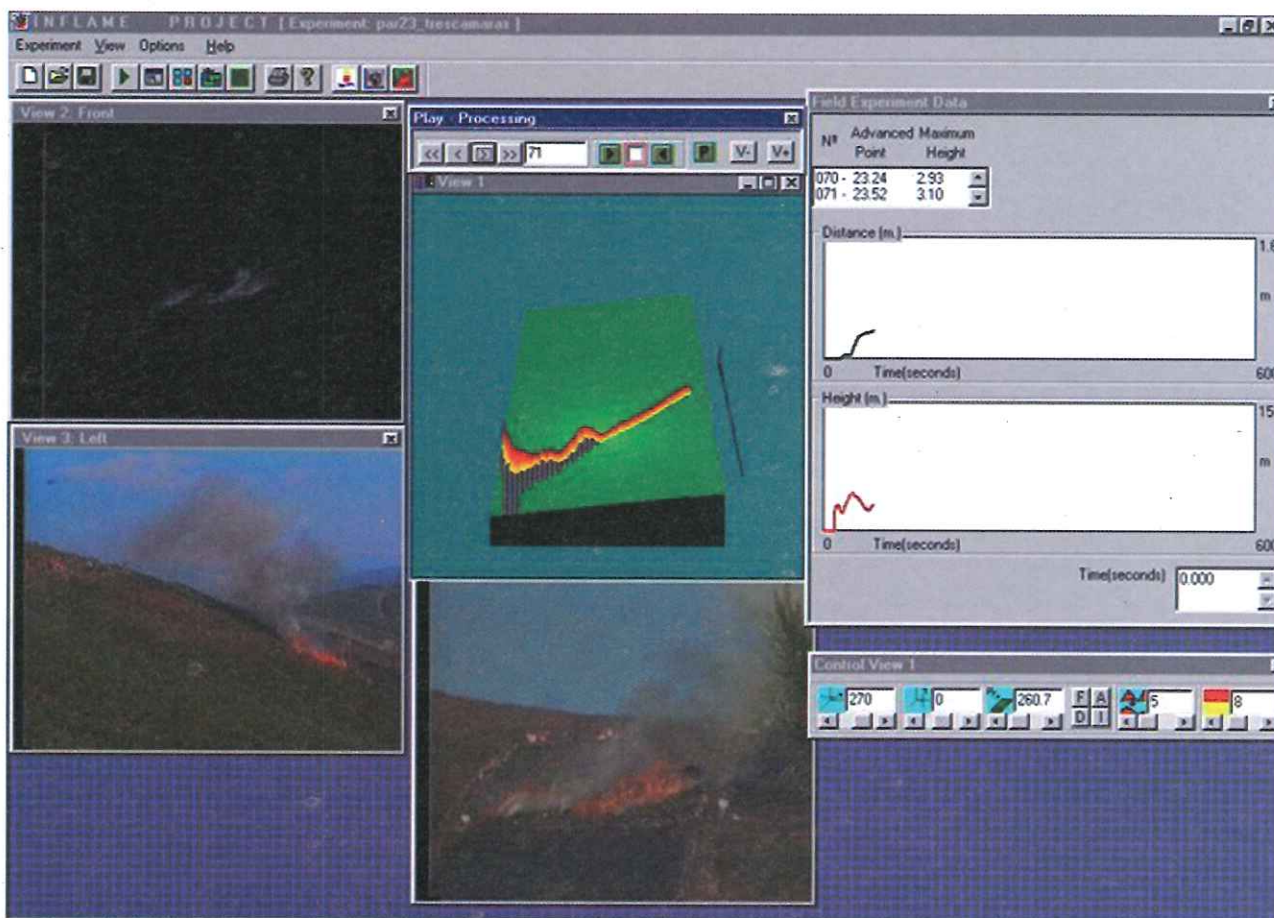 INFLAME PROJECT [ Experiment: par23_trescamaras ]
Experiment View Options Help
View 2: Front
Play - Processing
<< < Σ >> 71 P V- V+
View 1
View 3: Left
Field Experiment Data
Nº Advanced Maximum
Point Height
070 - 23.24 2.93
071 - 23.52 3.10
Distance (m.)
1.6
m
0 Time(seconds) 600
Height (m.)
15
m
0 Time(seconds) 600
Time(seconds) 0.000
Control View 1
270 0 260.7 F A 5 8
D I